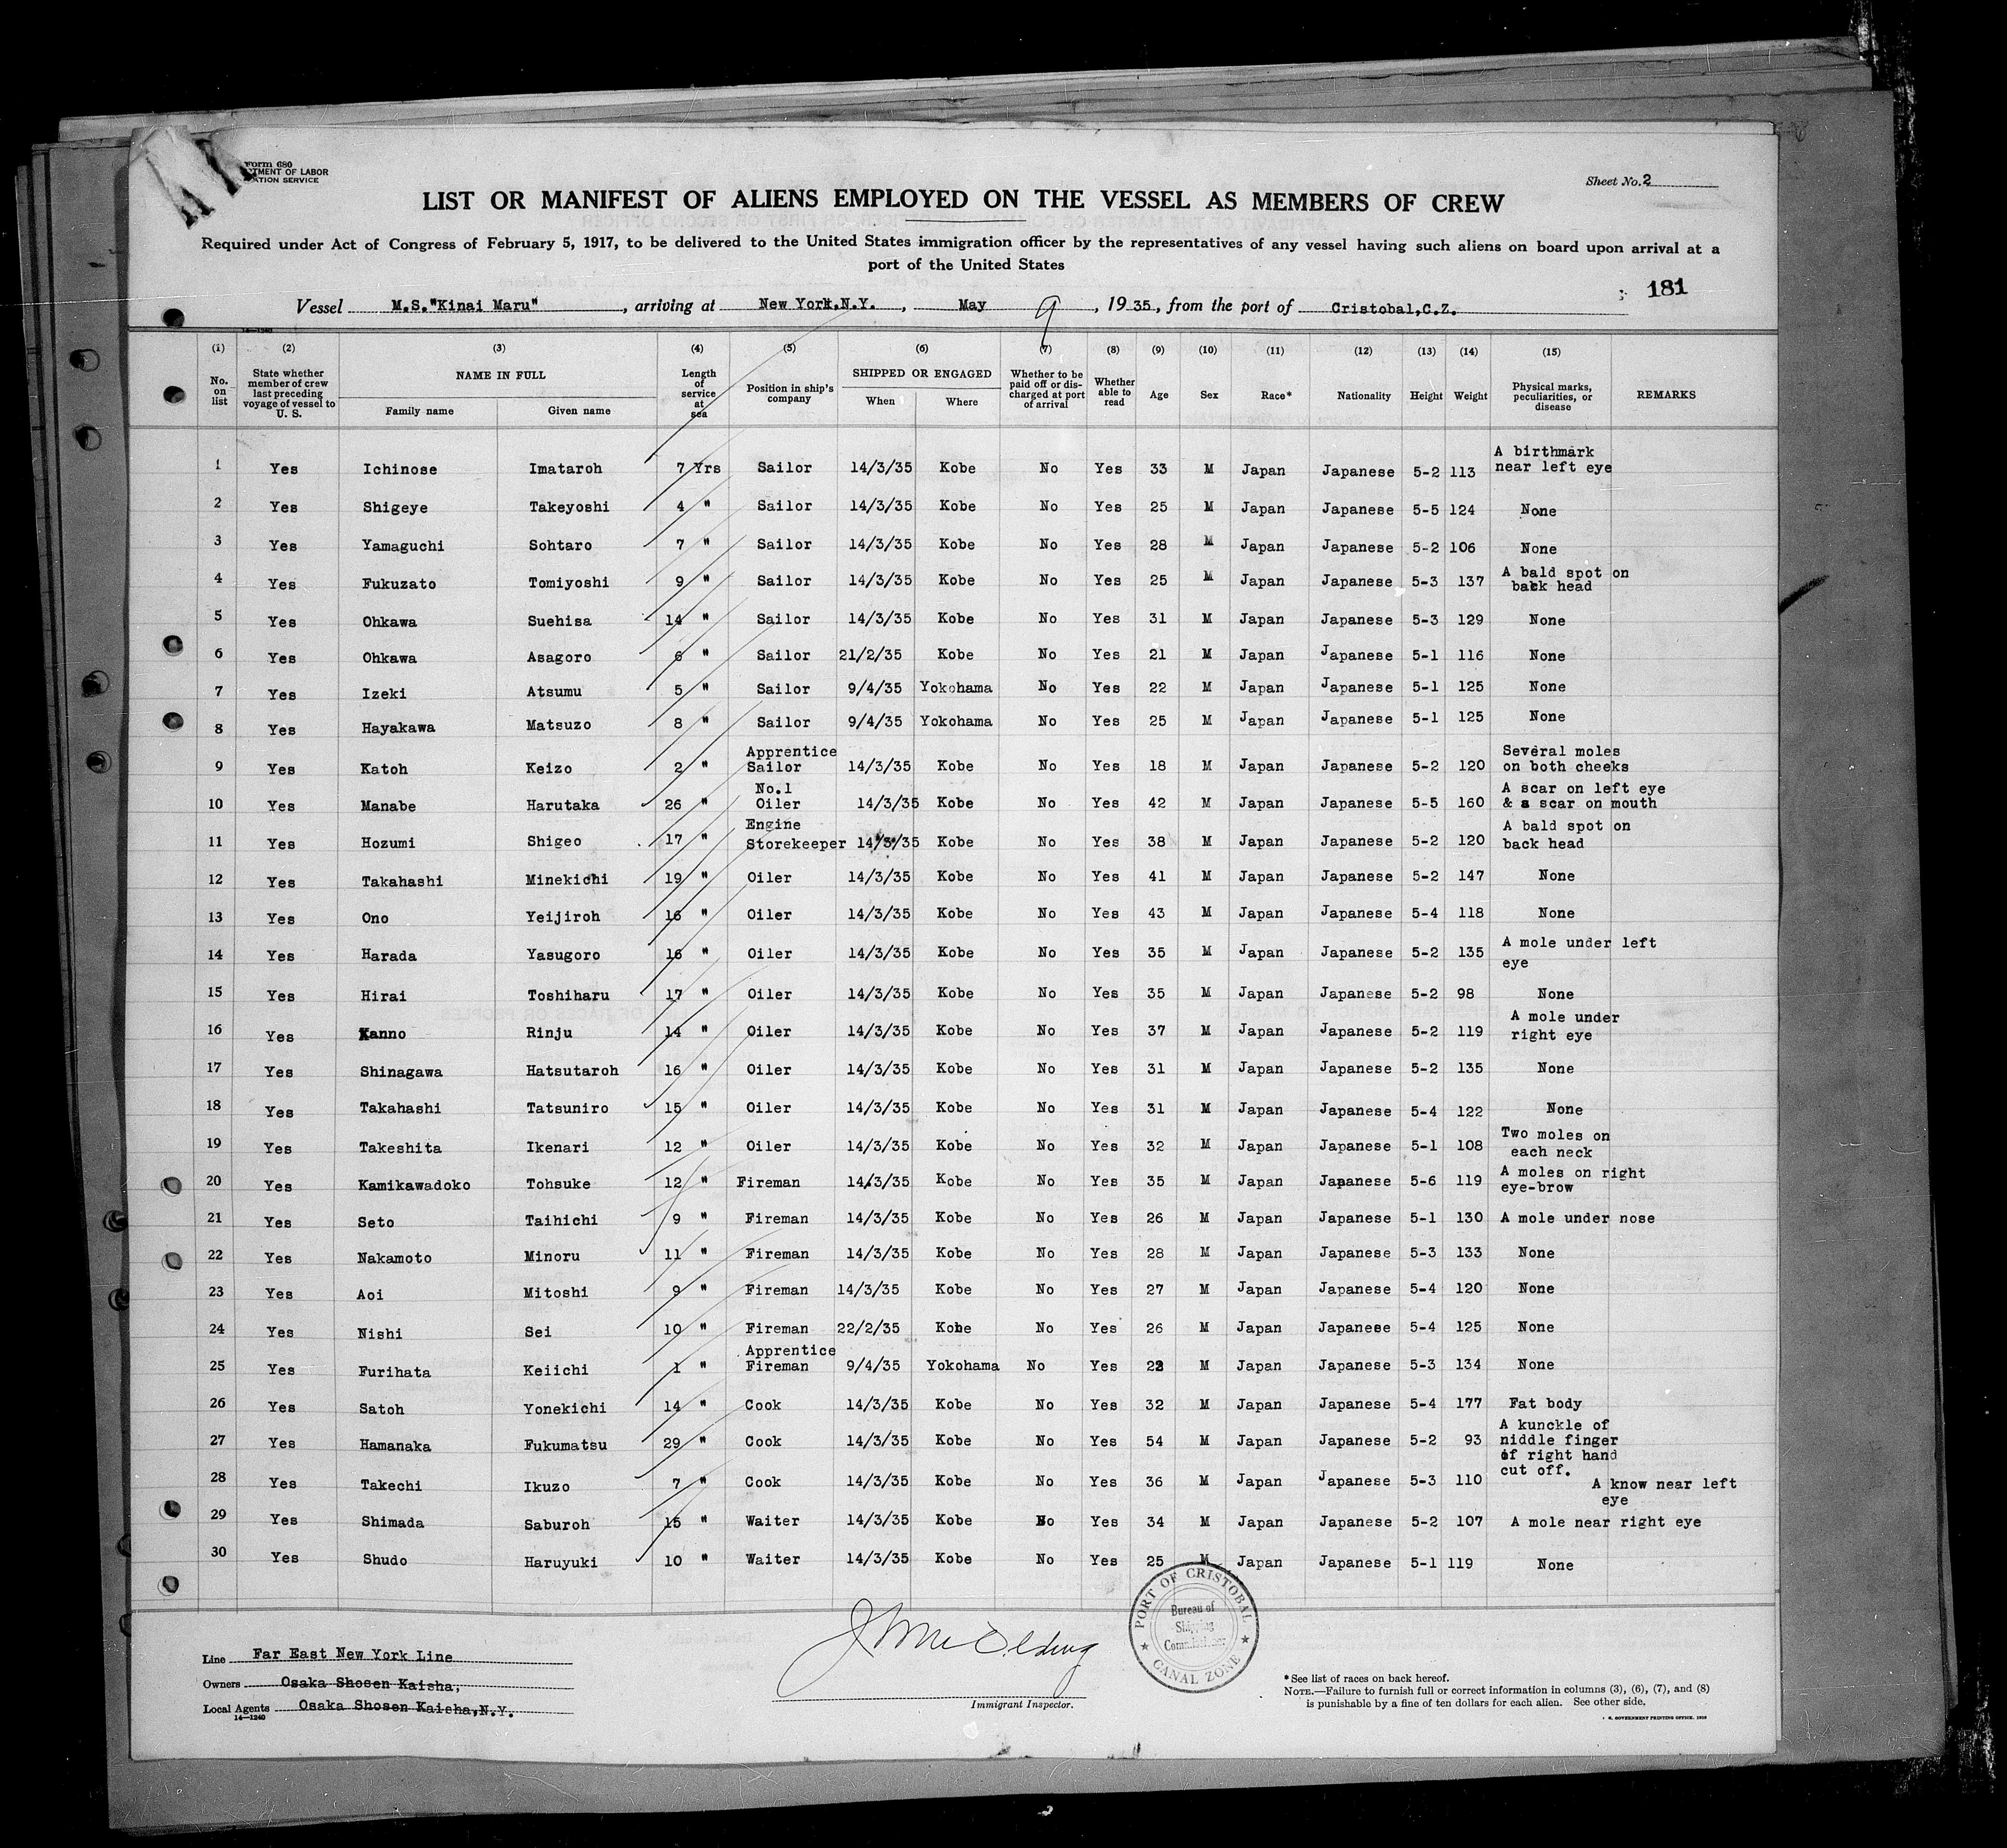 Form 680
TMENT OF LABOR
ATION SERVICE
Sheet No. 2
LIST OR MANIFEST OF ALIENS EMPLOYED ON THE VESSEL AS MEMBERS OF CREW
Required under Act of Congress of February 5, 1917, to be delivered to the United States immigration officer by the representatives of any vessel having such aliens on board upon arrival at a
port of the United States
181
Vessel M.S."Kinai Maru", arriving at New York,N.Y., May 9, 1935, from the port of Cristobal,C.Z.
14—1240
(1) (2) (3) (4) (5) (6) (7) (8) (9) (10) (11) (12) (13) (14) (15)
No. on list State whether member of crew last preceding voyage of vessel to U. S. NAME IN FULL Family name Given name Length of service at sea Position in ship's company SHIPPED OR ENGAGED When Where Whether to be paid off or discharged at port of arrival Whether able to read Age Sex Race* Nationality Height Weight Physical marks, peculiarities, or disease REMARKS
1 Yes Ichinose Imataroh 7 Yrs Sailor 14/3/35 Kobe No Yes 33 M Japan Japanese 5-2 113 A birthmark near left eye
2 Yes Shigeye Takeyoshi 4 " Sailor 14/3/35 Kobe No Yes 25 M Japan Japanese 5-5 124 None
3 Yes Yamaguchi Sohtaro 7 " Sailor 14/3/35 Kobe No Yes 28 M Japan Japanese 5-2 106 None
4 Yes Fukuzato Tomiyoshi 9 " Sailor 14/3/35 Kobe No Yes 25 M Japan Japanese 5-3 137 A bald spot on back head
5 Yes Ohkawa Suehisa 14 " Sailor 14/3/35 Kobe No Yes 31 M Japan Japanese 5-3 129 None
6 Yes Ohkawa Asagoro 6 " Sailor 21/2/35 Kobe No Yes 21 M Japan Japanese 5-1 116 None
7 Yes Izeki Atsumu 5 " Sailor 9/4/35 Yokohama No Yes 22 M Japan Japanese 5-1 125 None
8 Yes Hayakawa Matsuzo 8 " Sailor 9/4/35 Yokohama No Yes 25 M Japan Japanese 5-1 125 None
9 Yes Katoh Keizo 2 " Apprentice Sailor 14/3/35 Kobe No Yes 18 M Japan Japanese 5-2 120 Several moles on both cheeks
10 Yes Manabe Harutaka 26 " No.1 Oiler 14/3/35 Kobe No Yes 42 M Japan Japanese 5-5 160 A scar on left eye & a scar on mouth
11 Yes Hozumi Shigeo 17 " Engine Storekeeper 14/3/35 Kobe No Yes 38 M Japan Japanese 5-2 120 A bald spot on back head
12 Yes Takahashi Minekichi 19 " Oiler 14/3/35 Kobe No Yes 41 M Japan Japanese 5-2 147 None
13 Yes Ono Yeijiroh 16 " Oiler 14/3/35 Kobe No Yes 43 M Japan Japanese 5-4 118 None
14 Yes Harada Yasugoro 16 " Oiler 14/3/35 Kobe No Yes 35 M Japan Japanese 5-2 135 A mole under left eye
15 Yes Hirai Toshiharu 17 " Oiler 14/3/35 Kobe No Yes 35 M Japan Japanese 5-2 98 None
16 Yes Kanno Rinju 14 " Oiler 14/3/35 Kobe No Yes 37 M Japan Japanese 5-2 119 A mole under right eye
17 Yes Shinagawa Hatsutaroh 16 " Oiler 14/3/35 Kobe No Yes 31 M Japan Japanese 5-2 135 None
18 Yes Takahashi Tatsuniro 15 " Oiler 14/3/35 Kobe No Yes 31 M Japan Japanese 5-4 122 None
19 Yes Takeshita Ikenari 12 " Oiler 14/3/35 Kobe No Yes 32 M Japan Japanese 5-1 108 Two moles on each neck
20 Yes Kamikawadoko Tohsuke 12 " Fireman 14/3/35 Kobe No Yes 35 M Japan Japanese 5-6 119 A moles on right eye-brow
21 Yes Seto Taihichi 9 " Fireman 14/3/35 Kobe No Yes 26 M Japan Japanese 5-1 130 A mole under nose
22 Yes Nakamoto Minoru 11 " Fireman 14/3/35 Kobe No Yes 28 M Japan Japanese 5-3 133 None
23 Yes Aoi Mitoshi 9 " Fireman 14/3/35 Kobe No Yes 27 M Japan Japanese 5-4 120 None
24 Yes Nishi Sei 10 " Fireman 22/2/35 Kobe No Yes 26 M Japan Japanese 5-4 125 None
25 Yes Furihata Keiichi 1 " Apprentice Fireman 9/4/35 Yokohama No Yes 22 M Japan Japanese 5-3 134 None
26 Yes Satoh Yonekichi 14 " Cook 14/3/35 Kobe No Yes 32 M Japan Japanese 5-4 177 Fat body
27 Yes Hamanaka Fukumatsu 29 " Cook 14/3/35 Kobe No Yes 54 M Japan Japanese 5-2 93 A kunckle of niddle finger of right hand cut off.
28 Yes Takechi Ikuzo 7 " Cook 14/3/35 Kobe No Yes 36 M Japan Japanese 5-3 110 A know near left eye
29 Yes Shimada Saburoh 15 " Waiter 14/3/35 Kobe No Yes 34 M Japan Japanese 5-2 107 A mole near right eye
30 Yes Shudo Haruyuki 10 " Waiter 14/3/35 Kobe No Yes 25 M Japan Japanese 5-1 119 None
PORT OF CRISTOBAL
Bureau of
Shipping
Commissioner
CANAL ZONE
Line Far East New York Line
Owners Osaka Shosen Kaisha,
Local Agents Osaka Shosen Kaisha,N.Y.
14—1240
Immigrant Inspector.
*See list of races on back hereof.
NOTE.—Failure to furnish full or correct information in columns (3), (6), (7), and (8)
is punishable by a fine of ten dollars for each alien. See other side.
GOVERNMENT PRINTING OFFICE